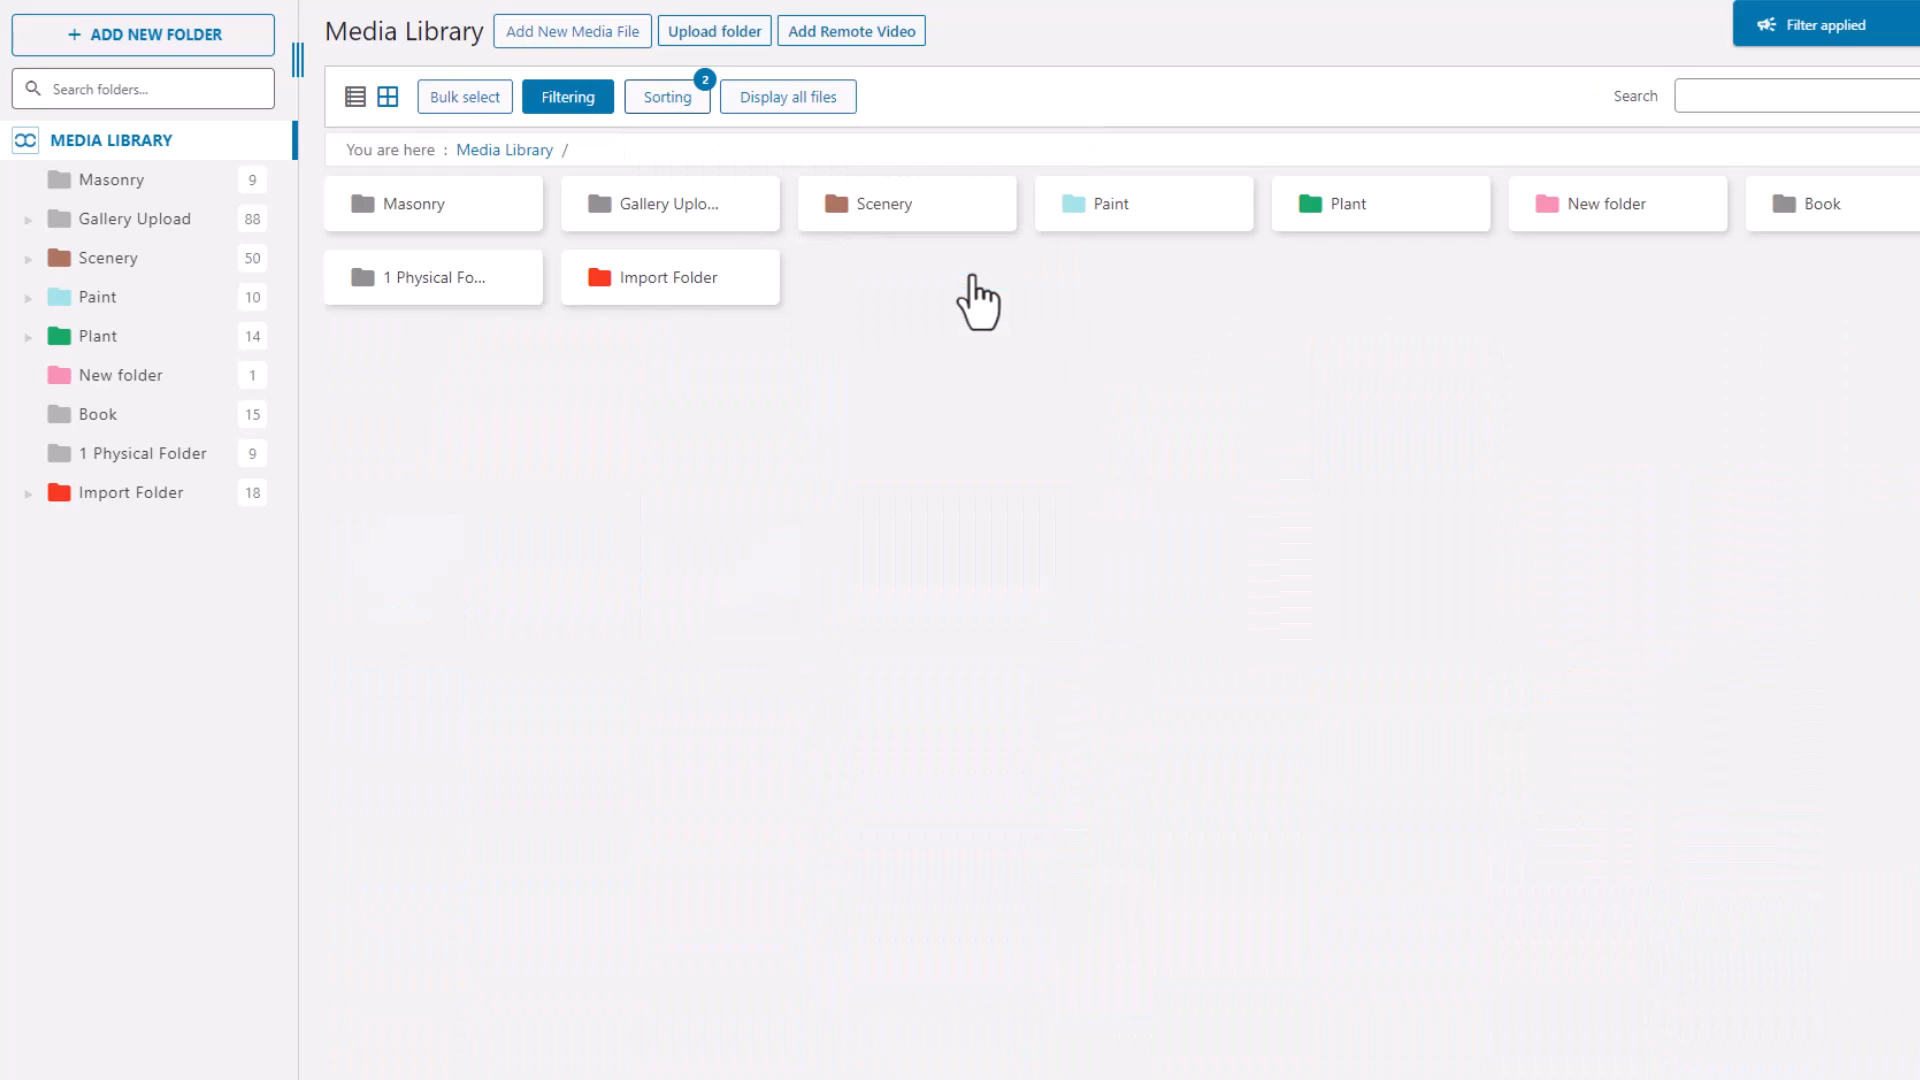 + ADD NEW FOLDER
Search folders...
MEDIA LIBRARY
Masonry 9
Gallery Upload 88
Scenery 50
Paint 10
Plant 14
New folder 1
Book 15
1 Physical Folder 9
Import Folder 18
Media Library Add New Media File Upload folder Add Remote Video
Filter applied
Bulk select Filtering Sorting 2 Display all files Search
You are here : Media Library /
Masonry Gallery Uplo... Scenery Paint Plant New folder Book
1 Physical Fo... Import Folder